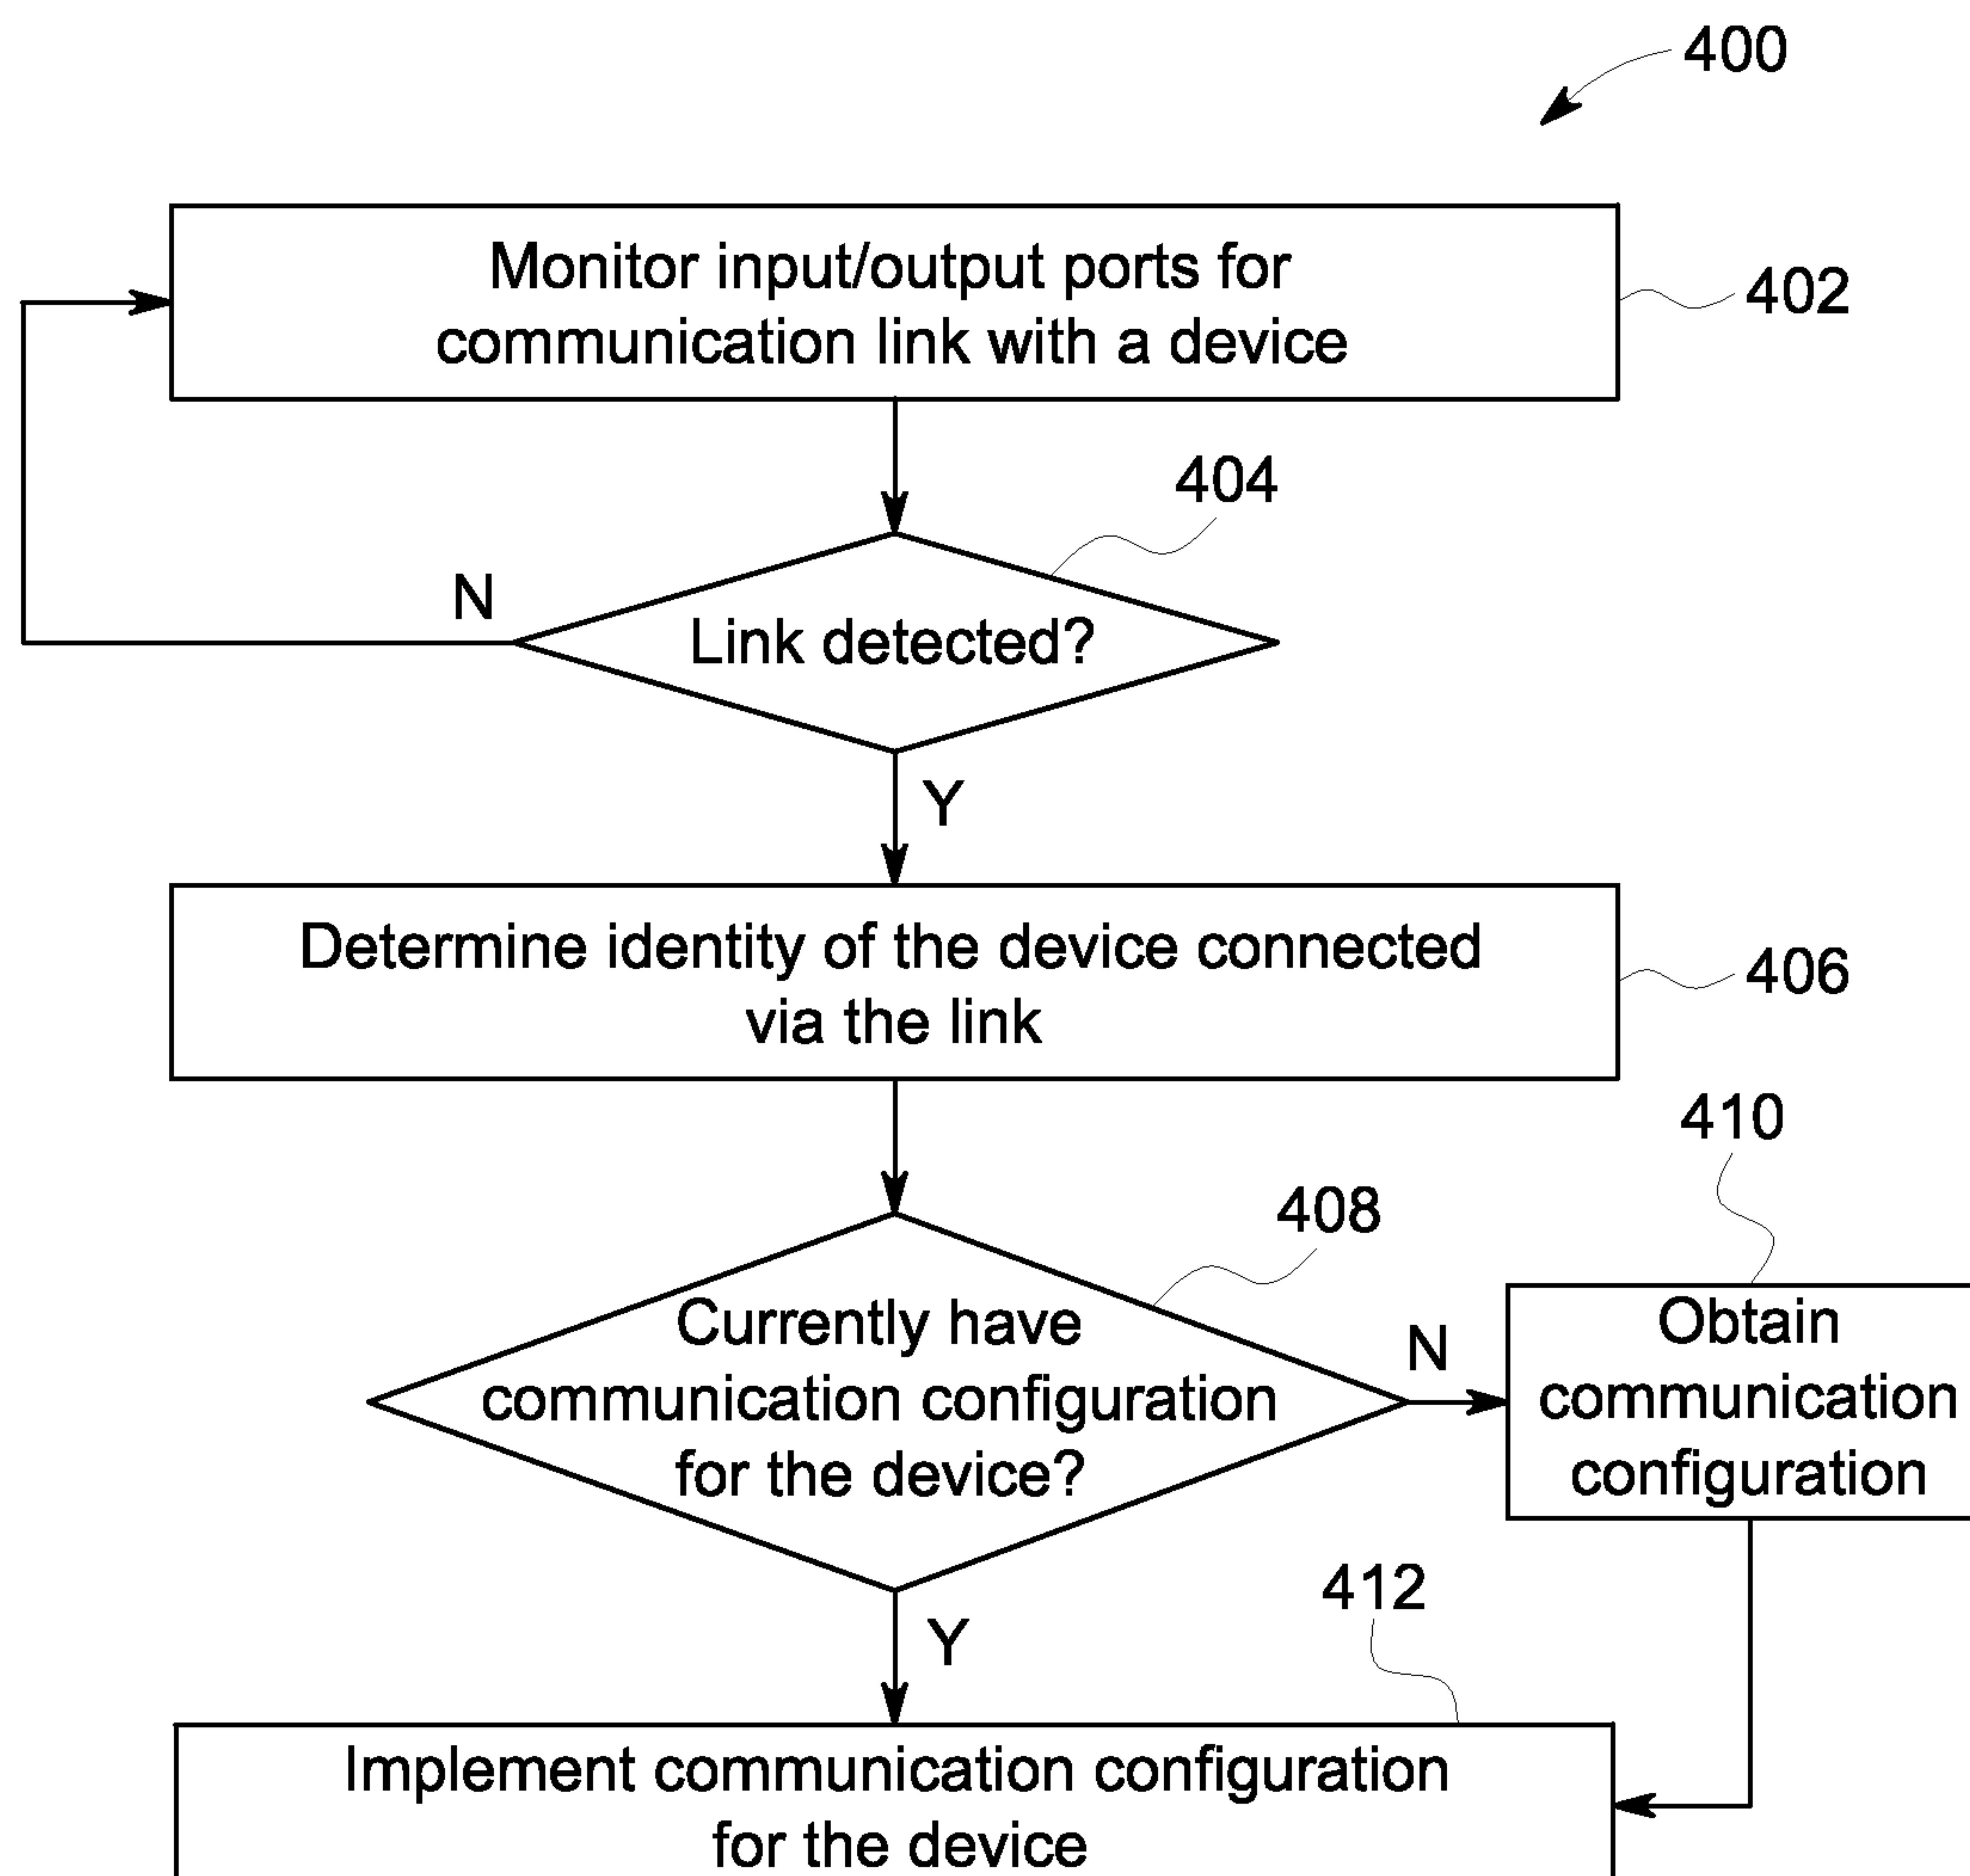 400
Monitor input/output ports for
communication link with a device
402
404
N
Link detected?
Y
Determine identity of the device connected
via the link
406
410
408
Currently have
communication configuration
for the device?
N
Obtain
communication
configuration
412
Y
Implement communication configuration
for the device